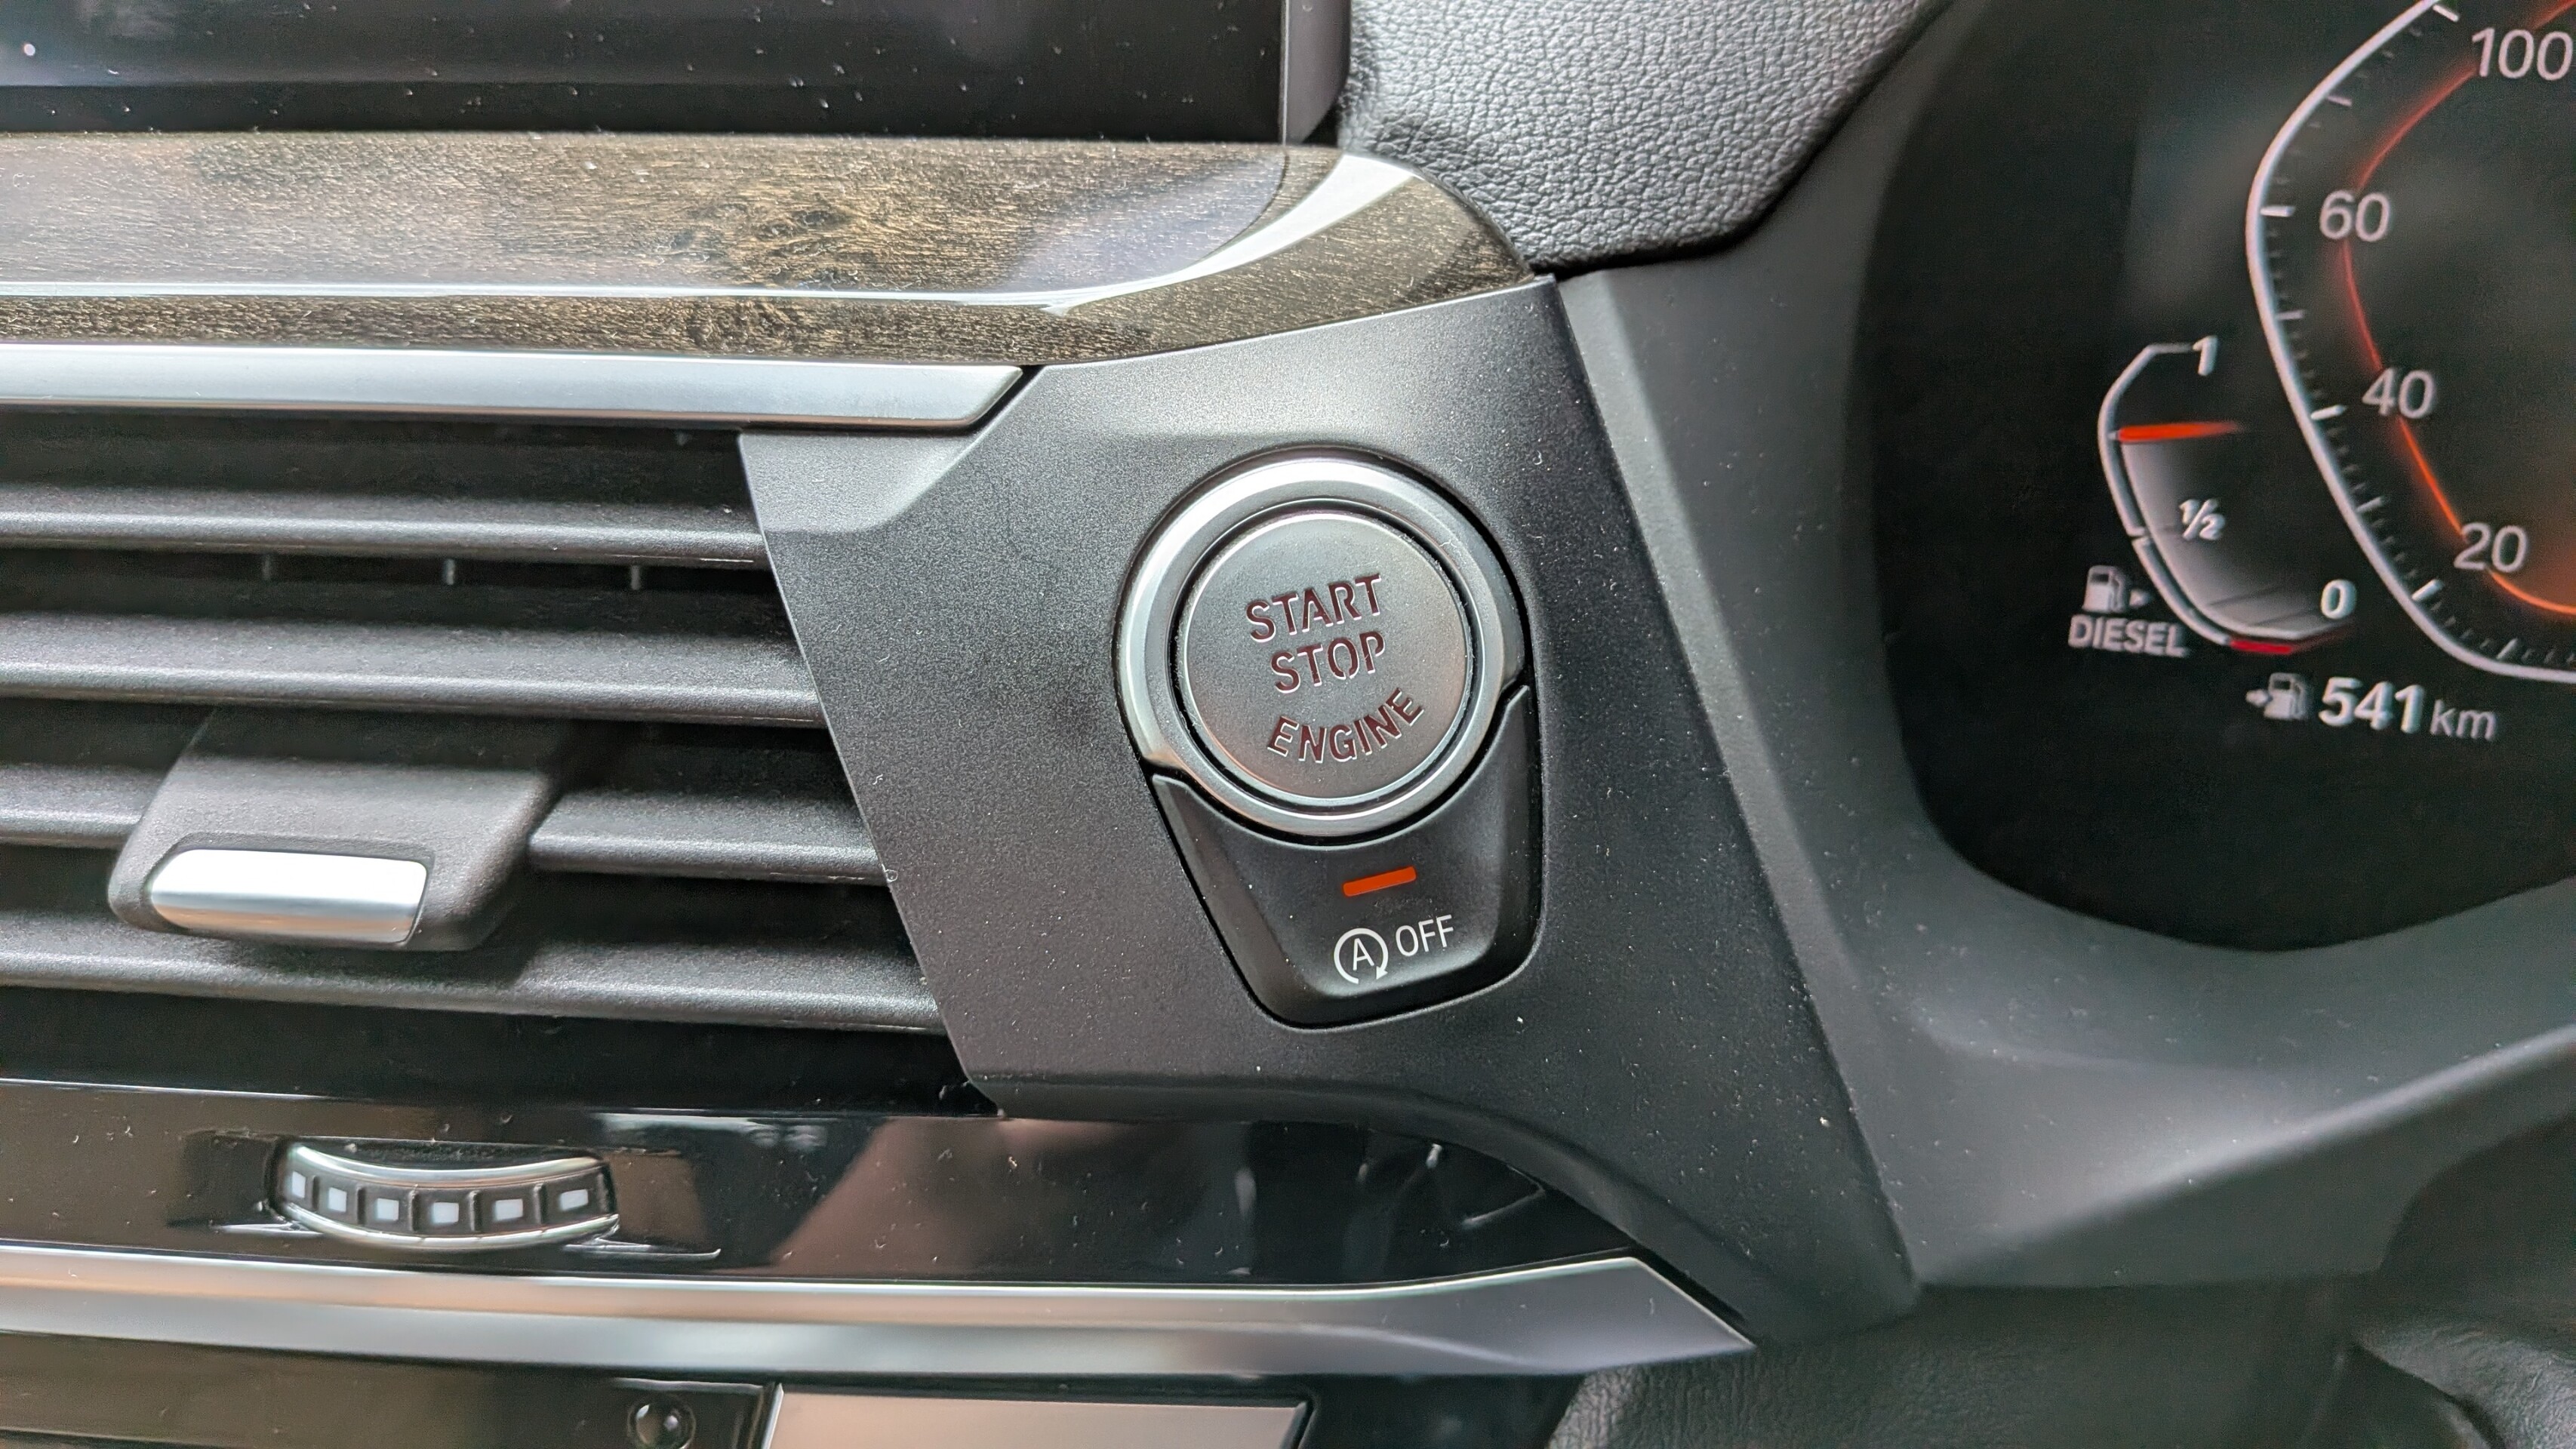 START
STOP
ENGINE
A OFF
100
60
40
20
1
1/2
0
DIESEL
541 km